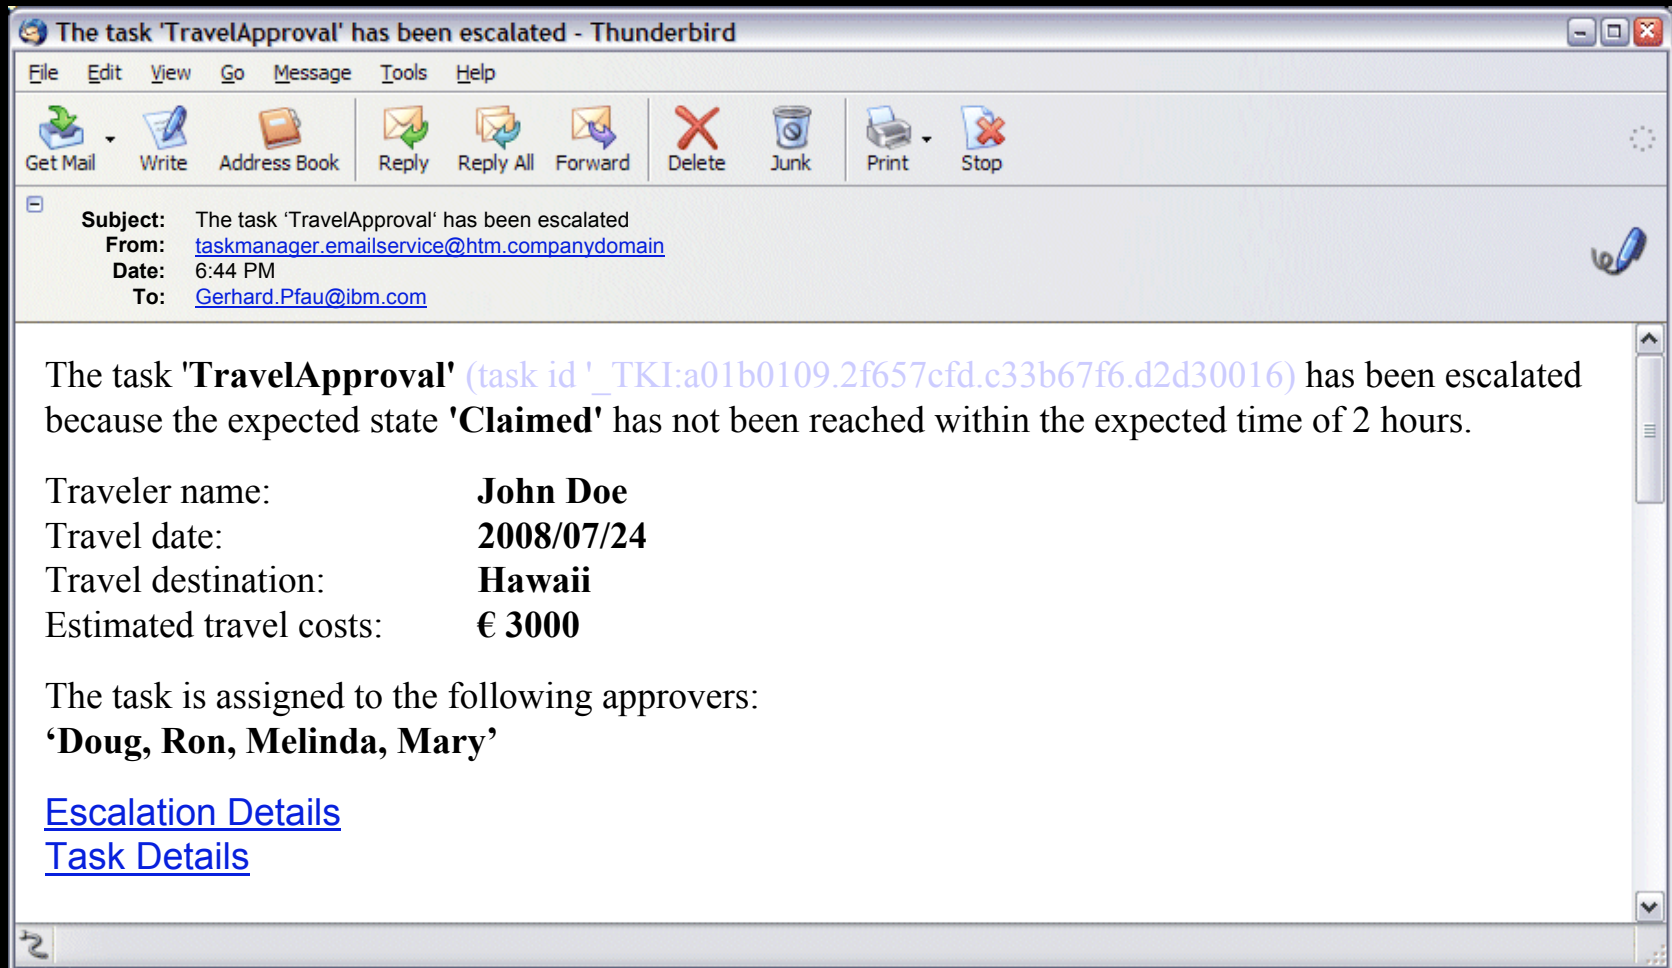 The task 'TravelApproval' has been escalated - Thunderbird
File Edit View Go Message Tools Help
Get Mail Write Address Book Reply Reply All Forward Delete Junk Print Stop
Subject: The task ‘TravelApproval‘ has been escalated
From: taskmanager.emailservice@htm.companydomain
Date: 6:44 PM
To: Gerhard.Pfau@ibm.com
The task 'TravelApproval' (task id '_TKI:a01b0109.2f657cfd.c33b67f6.d2d30016) has been escalated
because the expected state 'Claimed' has not been reached within the expected time of 2 hours.
Traveler name: John Doe
Travel date: 2008/07/24
Travel destination: Hawaii
Estimated travel costs: € 3000
The task is assigned to the following approvers:
‘Doug, Ron, Melinda, Mary’
Escalation Details
Task Details